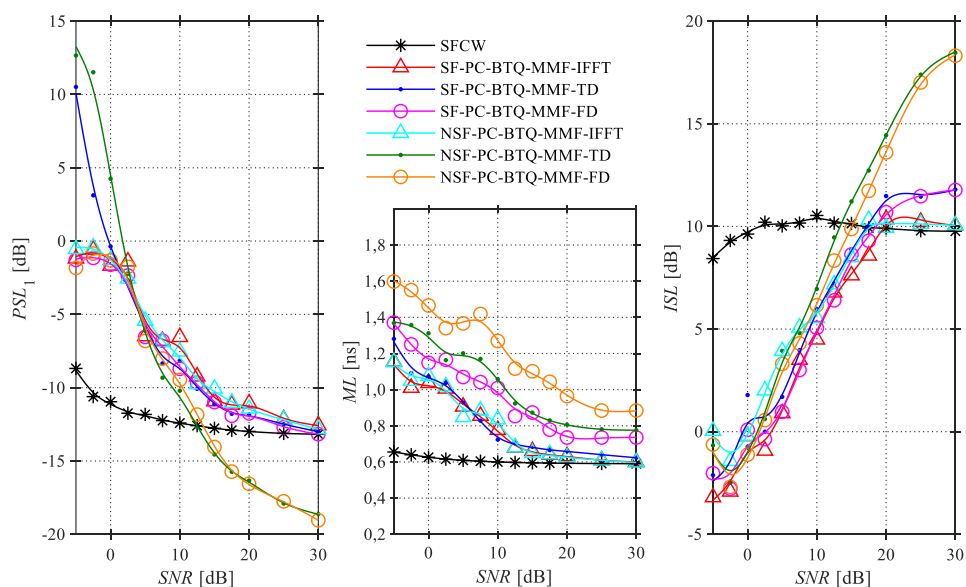 15
10
5
0
-5
-10
-15
-20
PSL1 [dB]
0
10
20
30
SNR [dB]
SFCW
SF-PC-BTQ-MMF-IFFT
SF-PC-BTQ-MMF-TD
SF-PC-BTQ-MMF-FD
NSF-PC-BTQ-MMF-IFFT
NSF-PC-BTQ-MMF-TD
NSF-PC-BTQ-MMF-FD
1.8
1.6
1.4
1.2
1.0
0.8
0.6
0.4
0,2
ML [ns]
0
10
20
30
SNR [dB]
20
15
10
5
0
-5
ISL [dB]
0
10
20
30
SNR [dB]